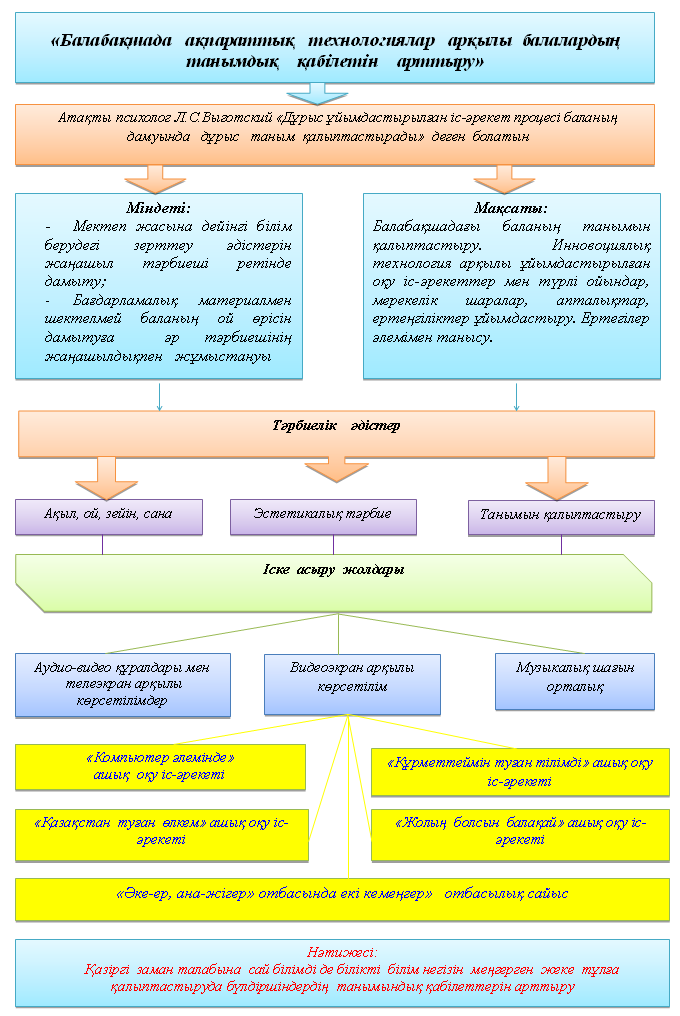 «Балабақшада ақпараттық технологиялар арқылы балалардың
танымдық қабілетін арттыру»
Атақты психолог Л.С Выготский «Дұрыс ұйымдастырылған іс-әрекет процесі баланың
дамуында дұрыс таным қалыптастырады» деген болатын
Міндеті:
- Мектеп жасына дейінгі білім
берудегі зерттеу әдістерін
жаңашыл тәрбиеші ретінде
дамыту;
- Бағдарламалық материалмен
шектелмей баланың ой өрісін
дамытуға әр тәрбиешінің
жаңашылдықпен жұмыстануы
Мақсаты:
Балабақшадағы баланың танымын
қалыптастыру. Инновоциялық
технология арқылы ұйымдастырылған
оқу іс-әрекеттер мен түрлі ойындар,
мерекелік шаралар, апталықтар,
ертеңгіліктер ұйымдастыру. Ертегілер
әлемімен танысу.
Тәрбиелік әдістер
Ақыл, ой, зейін, сана
Эстетикалық тәрбие
Танымын қалыптастыру
Іске асыру жолдары
Аудио-видео құралдары мен
телеэкран арқылы
көрсетілімдер
Видеоэкран арқылы
көрсетілім
Музыкалық шағын
орталық
«Компьютер әлемінде»
ашық оқу іс-әрекеті
«Құрметтеймін туған тілімді» ашық оқу
іс-әрекеті
«Қазақстан туған өлкем» ашық оқу іс-
әрекеті
«Жолың болсын балақай» ашық оқу іс-
әрекеті
«Әке-ер, ана-жігер» отбасында екі кемеңгер» отбасылық сайыс
Нәтижесі:
Қазіргі заман талабына сай білімді де білікті білім негізін меңгерген жеке тұлға
қалыптастыруда бүлдіршіндердің танымындық қабілеттерін арттыру